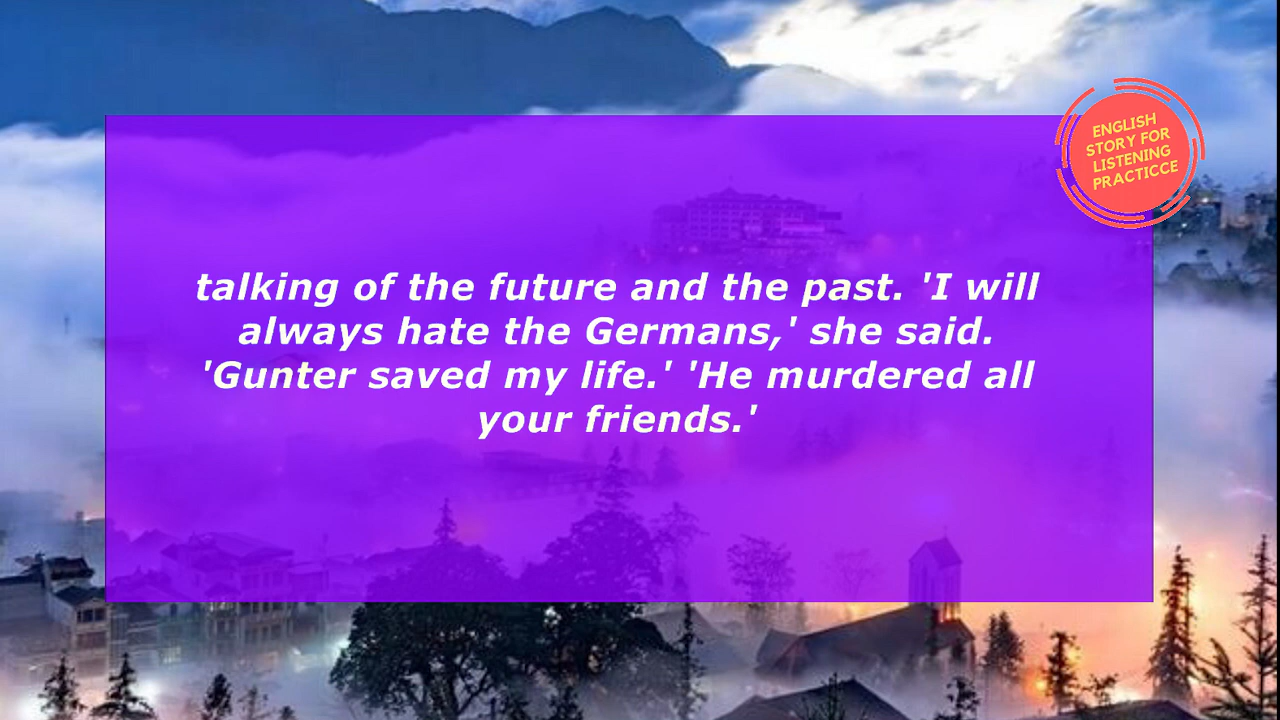 ENGLISH
STORY FOR
LISTENING
PRACTICCE
talking of the future and the past. 'I will
always hate the Germans,' she said.
'Gunter saved my life.' 'He murdered all
your friends.'